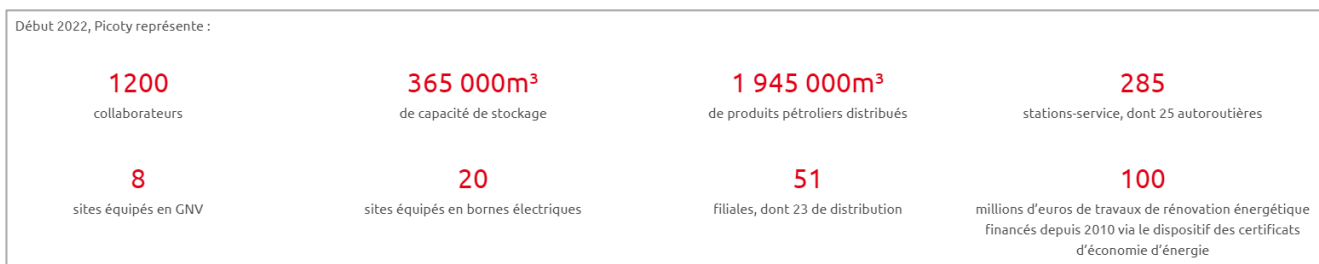 Début 2022, Picoty représente :
1200
collaborateurs
365 000m³
de capacité de stockage
1 945 000m³
de produits pétroliers distribués
285
stations-service, dont 25 autoroutières
8
sites équipés en GNV
20
sites équipés en bornes électriques
51
filiales, dont 23 de distribution
100
millions d'euros de travaux de rénovation énergétique
financés depuis 2010 via le dispositif des certificats
d'économie d'énergie